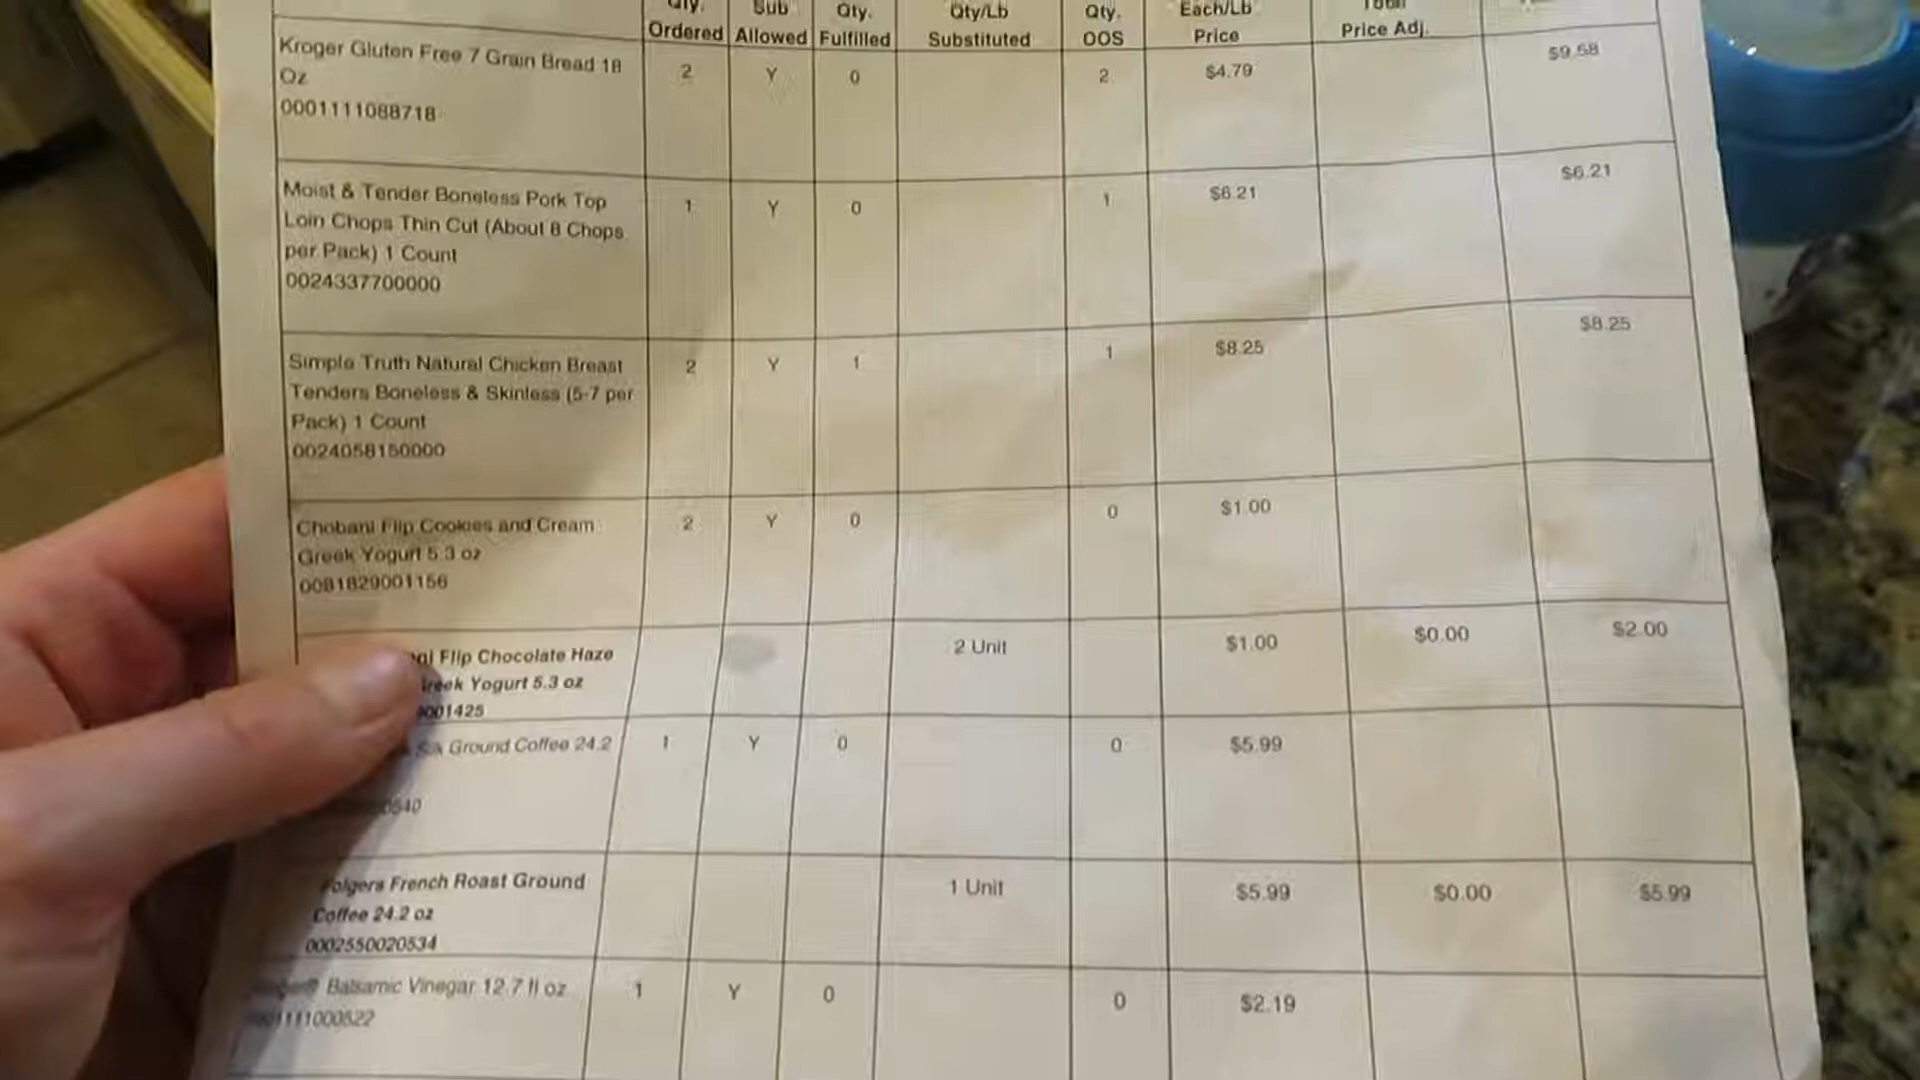 Qty. Sub Qty. Qty/Lb Qty. Each/Lb Total
Ordered Allowed Fulfilled Substituted OOS Price Price Adj.
Kroger Gluten Free 7 Grain Bread 18 2 Y 0 2 $4.79 $9.58
Oz
0001111088718
Moist & Tender Boneless Pork Top 1 Y 0 1 $6.21 $6.21
Loin Chops Thin Cut (About 8 Chops
per Pack) 1 Count
0024337700000
Simple Truth Natural Chicken Breast 2 Y 1 1 $8.25 $8.25
Tenders Boneless & Skinless (5-7 per
Pack) 1 Count
0024058150000
Chobani Flip Cookies and Cream 2 Y 0 0 $1.00
Greek Yogurt 5.3 oz
0081829001156
Flip Chocolate Haze 2 Unit $1.00 $0.00 $2.00
Greek Yogurt 5.3 oz
001425
Silk Ground Coffee 24.2 1 Y 0 0 $5.99
0540
Folgers French Roast Ground 1 Unit $5.99 $0.00 $5.99
Coffee 24.2 oz
0002550020534
Balsamic Vinegar 12.7 fl oz 1 Y 0 0 $2.19
1111000522